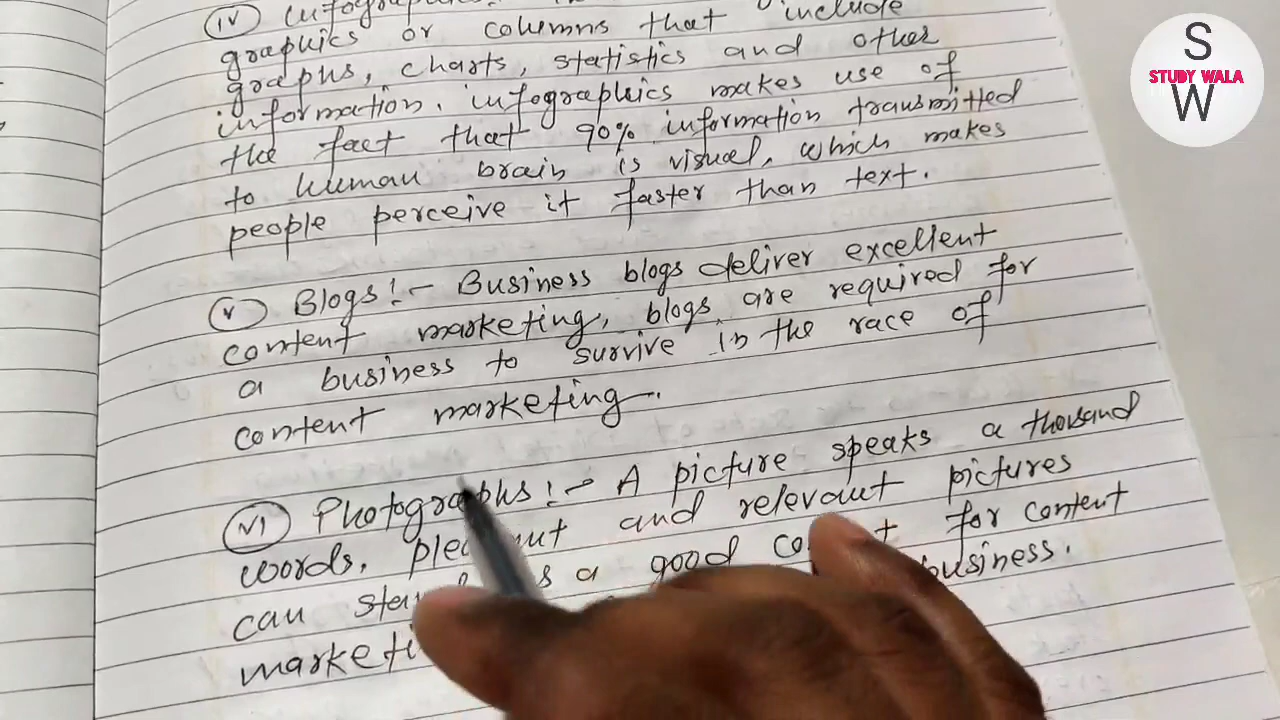 iv Infographics
graphics or columns that include
graphs, charts, statistics and other
information. infographics makes use of
the fact that 90% information transmitted
to human brain is visual, which makes
people perceive it faster than text.
v Blogs:- Business blogs deliver excellent
content marketing, blogs are required for
a business to survive in the race of
content marketing.
vi Photographs:- A picture speaks a thousand
words, and relevant pictures
can a good for content
business.
S
STUDY WALA
W